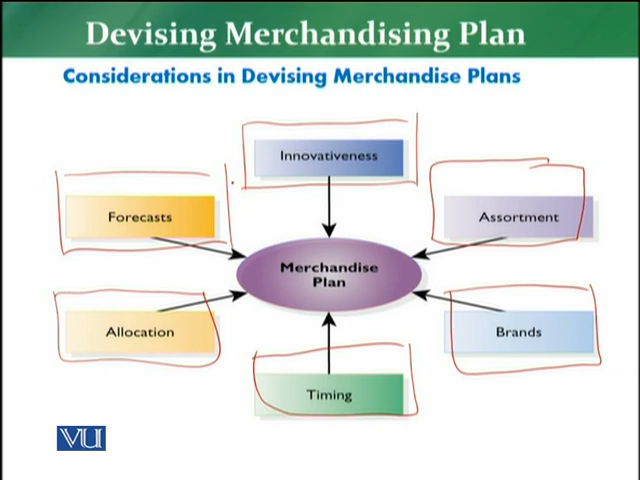 Devising Merchandising Plan
Considerations in Devising Merchandise Plans
Innovativeness
Forecasts
Assortment
Merchandise
Plan
Allocation
Brands
Timing
VU